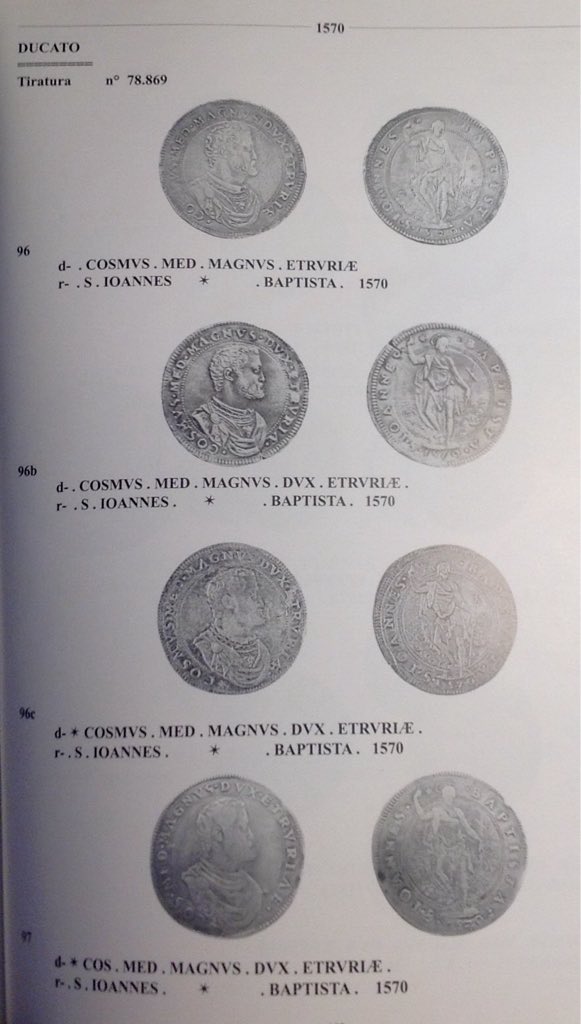 1570
DUCATO
Tiratura n° 78.869
96
d- . COSMVS . MED . MAGNVS . ETRVRIÆ
r- . S . IOANNES * . BAPTISTA . 1570
96b
d- . COSMVS . MED . MAGNVS . DVX . ETRVRIÆ .
r- . S . IOANNES . * . BAPTISTA . 1570
96c
d- * COSMVS . MED . MAGNVS . DVX . ETRVRIÆ .
r- . S . IOANNES . * . BAPTISTA . 1570
97
d- * COS . MED . MAGNVS . DVX . ETRVRIÆ .
r- . S . IOANNES . * . BAPTISTA . 1570